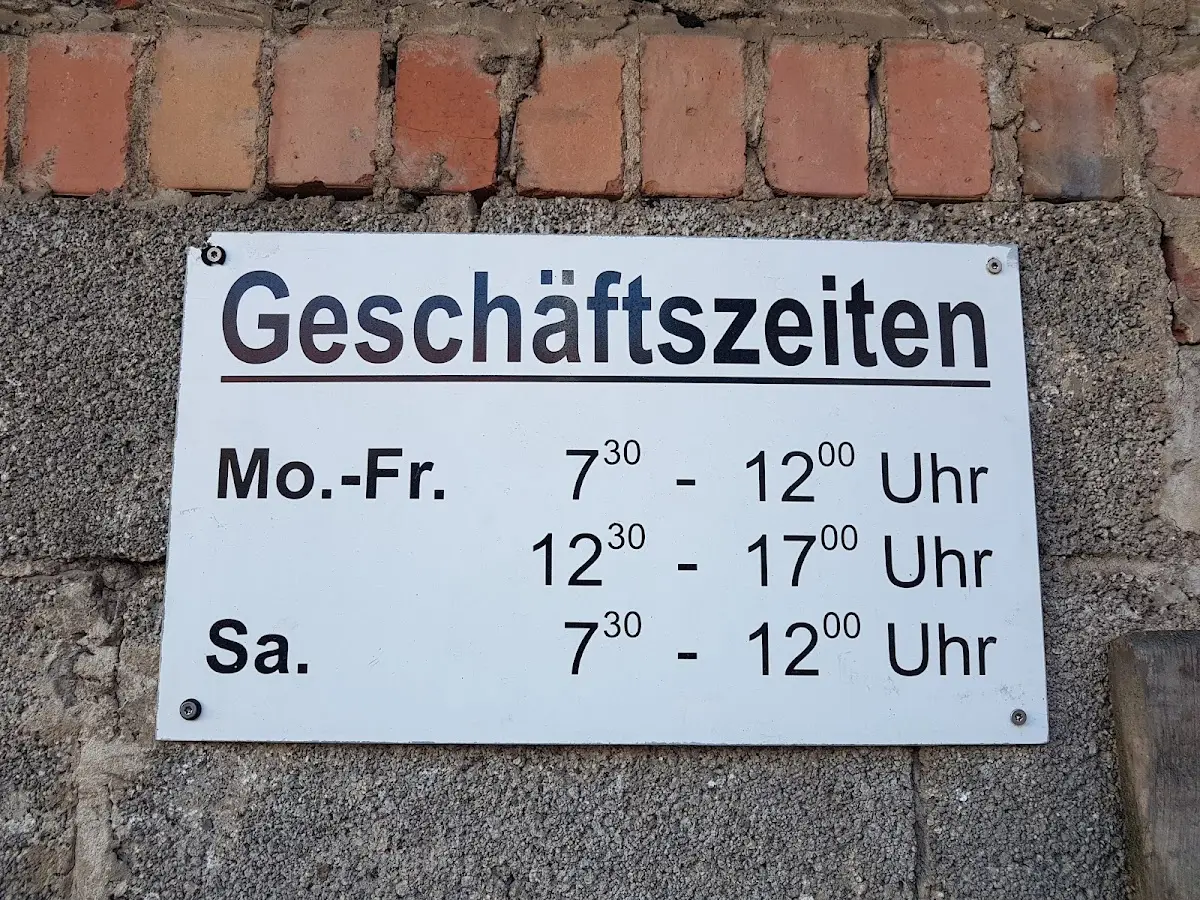 Geschäftszeiten
Mo.-Fr. 7³⁰ - 12⁰⁰ Uhr
12³⁰ - 17⁰⁰ Uhr
Sa. 7³⁰ - 12⁰⁰ Uhr